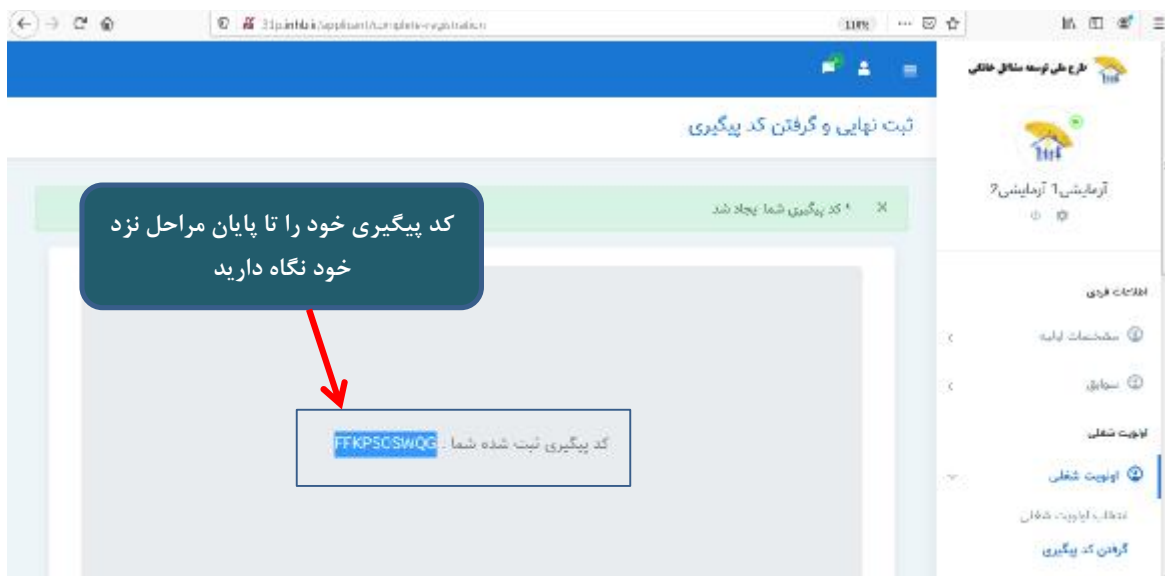 طرح ملی توسعه مشاغل خانگی
ثبت نهایی و گرفتن کد پیگیری
آزمایشی1 آزمایشی2
کد پیگیری شما ایجاد شد
کد پیگیری خود را تا پایان مراحل نزد
خود نگاه دارید
اطلاعات فردی
مشخصات اولیه
سوابق
کد پیگیری ثبت شده شما :
اولویت شغلی
اولویت شغلی
انتخاب اولویت شغلی
گرفتن کد پیگیری